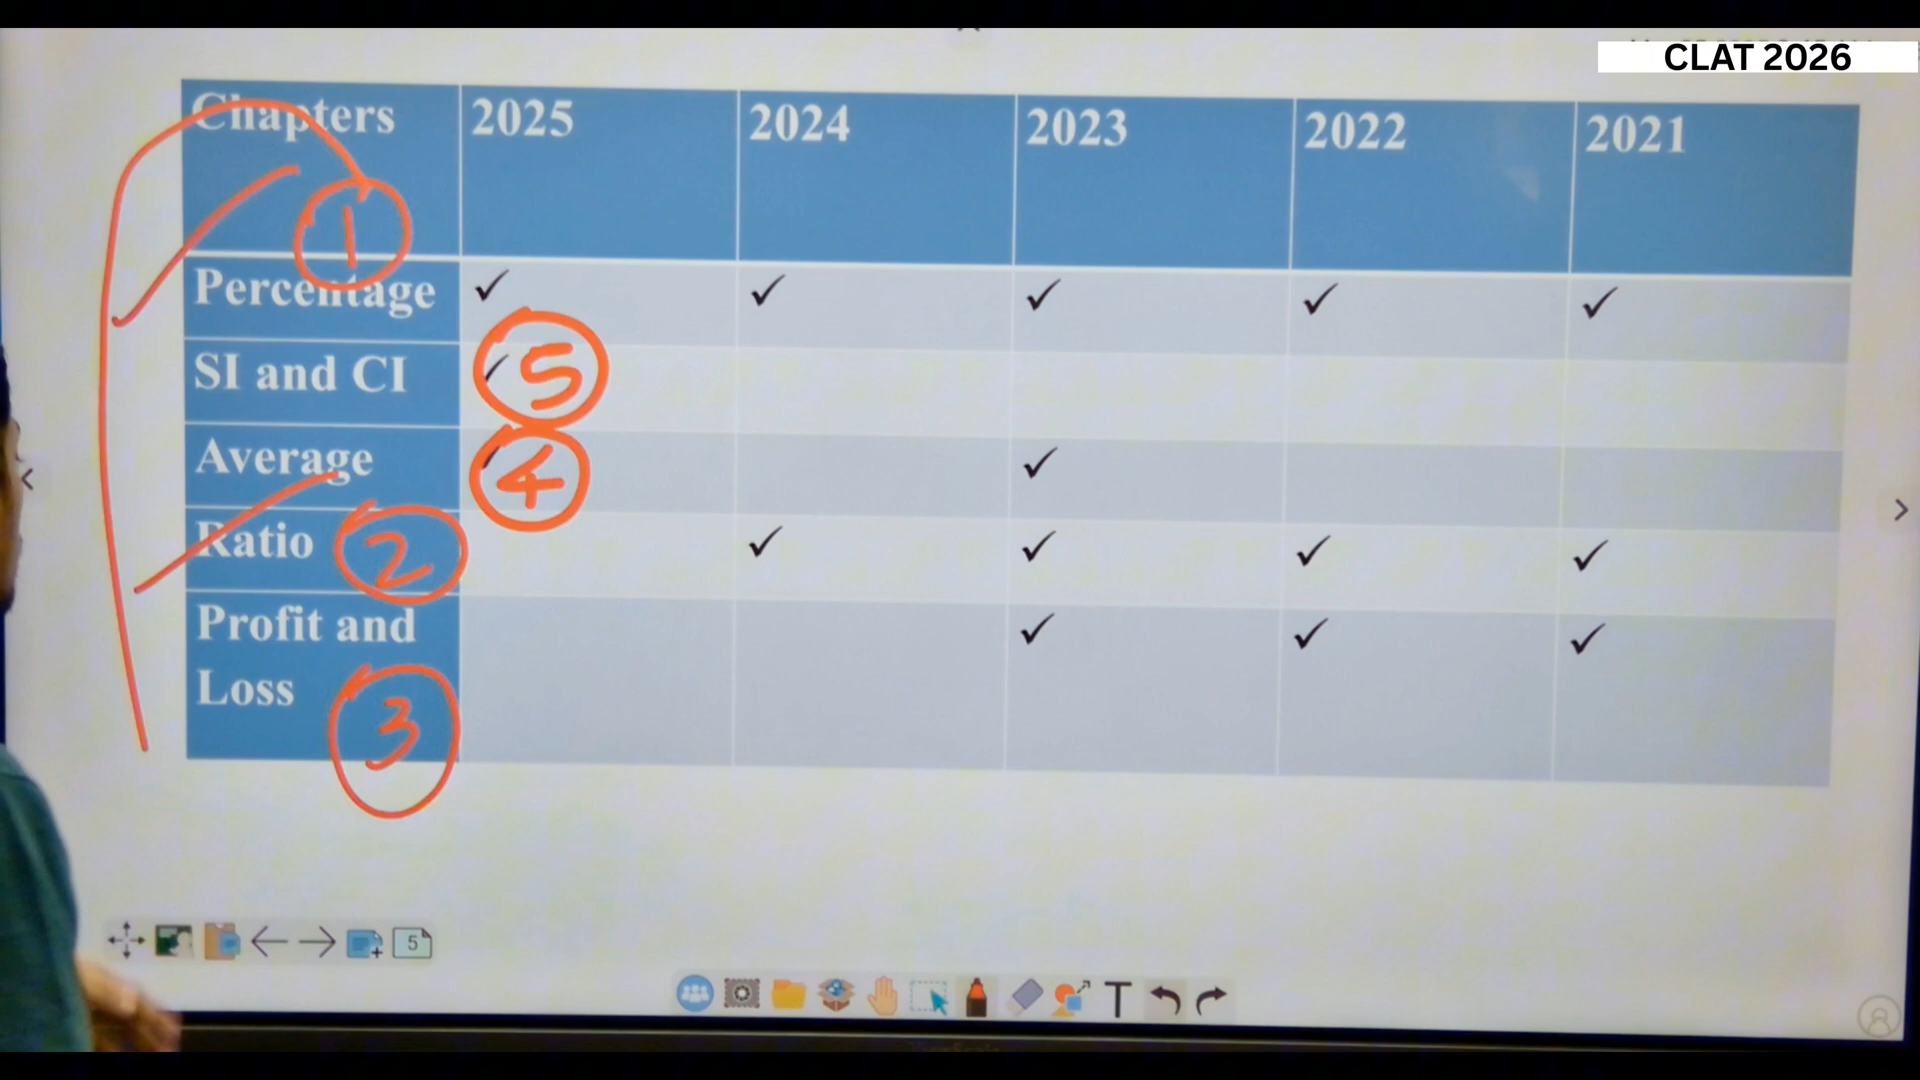 CLAT 2026
Chapters 2025 2024 2023 2022 2021
1
Percentage ✓ ✓ ✓ ✓ ✓
SI and CI ✓ 5
Average ✓ 4 ✓
Ratio 2 ✓ ✓ ✓ ✓
Profit and ✓ ✓ ✓
Loss 3
5
T